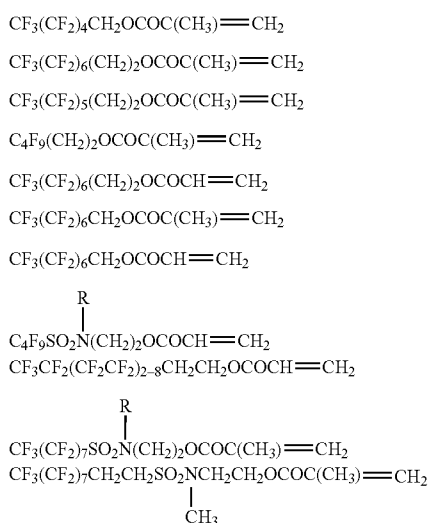 CF3(CF2)4CH2OCOC(CH3)=CH2
CF3(CF2)6(CH2)2OCOC(CH3)=CH2
CF3(CF2)5(CH2)2OCOC(CH3)=CH2
C4F9(CH2)2OCOC(CH3)=CH2
CF3(CF2)6(CH2)2OCOCH=CH2
CF3(CF2)6CH2OCOC(CH3)=CH2
CF3(CF2)6CH2OCOCH=CH2
R
C4F9SO2N(CH2)2OCOCH=CH2
CF3CF2(CF2CF2)2–8CH2CH2OCOCH=CH2
R
CF3(CF2)7SO2N(CH2)2OCOC(CH3)=CH2
CF3(CF2)7CH2CH2SO2NCH2CH2OCOC(CH3)=CH2
CH3